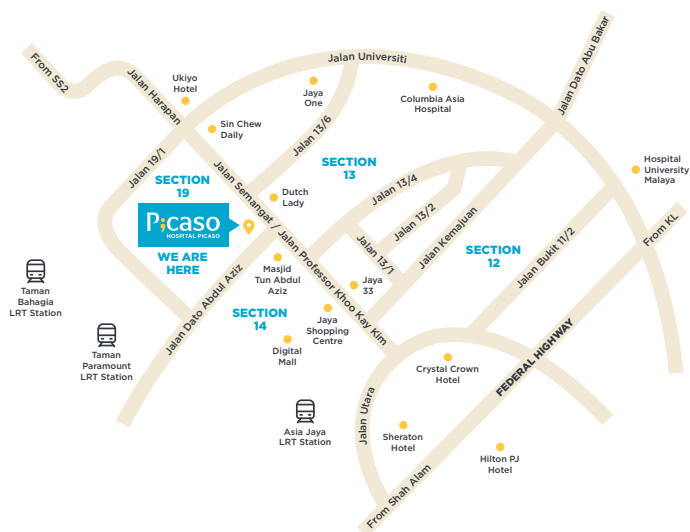 From SS2
Jalan Harapan
Jalan Universiti
Jalan Dato Abu Bakar
Ukiyo
Hotel
Jaya
One
Columbia Asia
Hospital
Sin Chew
Daily
Jalan 13/6
Jalan 19/1
SECTION
19
SECTION
13
Hospital
University
Malaya
Jalan Semangat / Jalan Professor Khoo Kay Kim
Dutch
Lady
Jalan 13/4
Jalan 13/2
Jalan 13/1
Jalan Kemajuan
From KL
Picaso
HOSPITAL PICASO
WE ARE
HERE
SECTION
12
Jalan Bukit 11/2
Masjid
Tun Abdul
Aziz
Jaya
33
Taman
Bahagia
LRT Station
Jalan Dato Abdul Aziz
SECTION
14
Jaya
Shopping
Centre
Digital
Mall
Taman
Paramount
LRT Station
Crystal Crown
Hotel
FEDERAL HIGHWAY
Jalan Utara
Asia Jaya
LRT Station
Sheraton
Hotel
Hilton PJ
Hotel
From Shah Alam